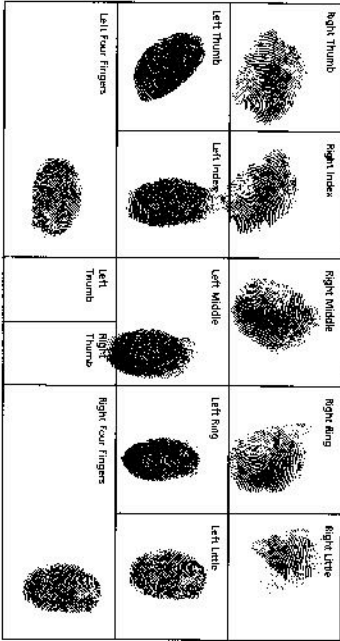 Right Thumb
Right Index
Right Middle
Right Ring
Right Little
Left Thumb
Left Index
Left Middle
Left Ring
Left Little
Left Four Fingers
Left
Thumb
Right
Thumb
Right Four Fingers